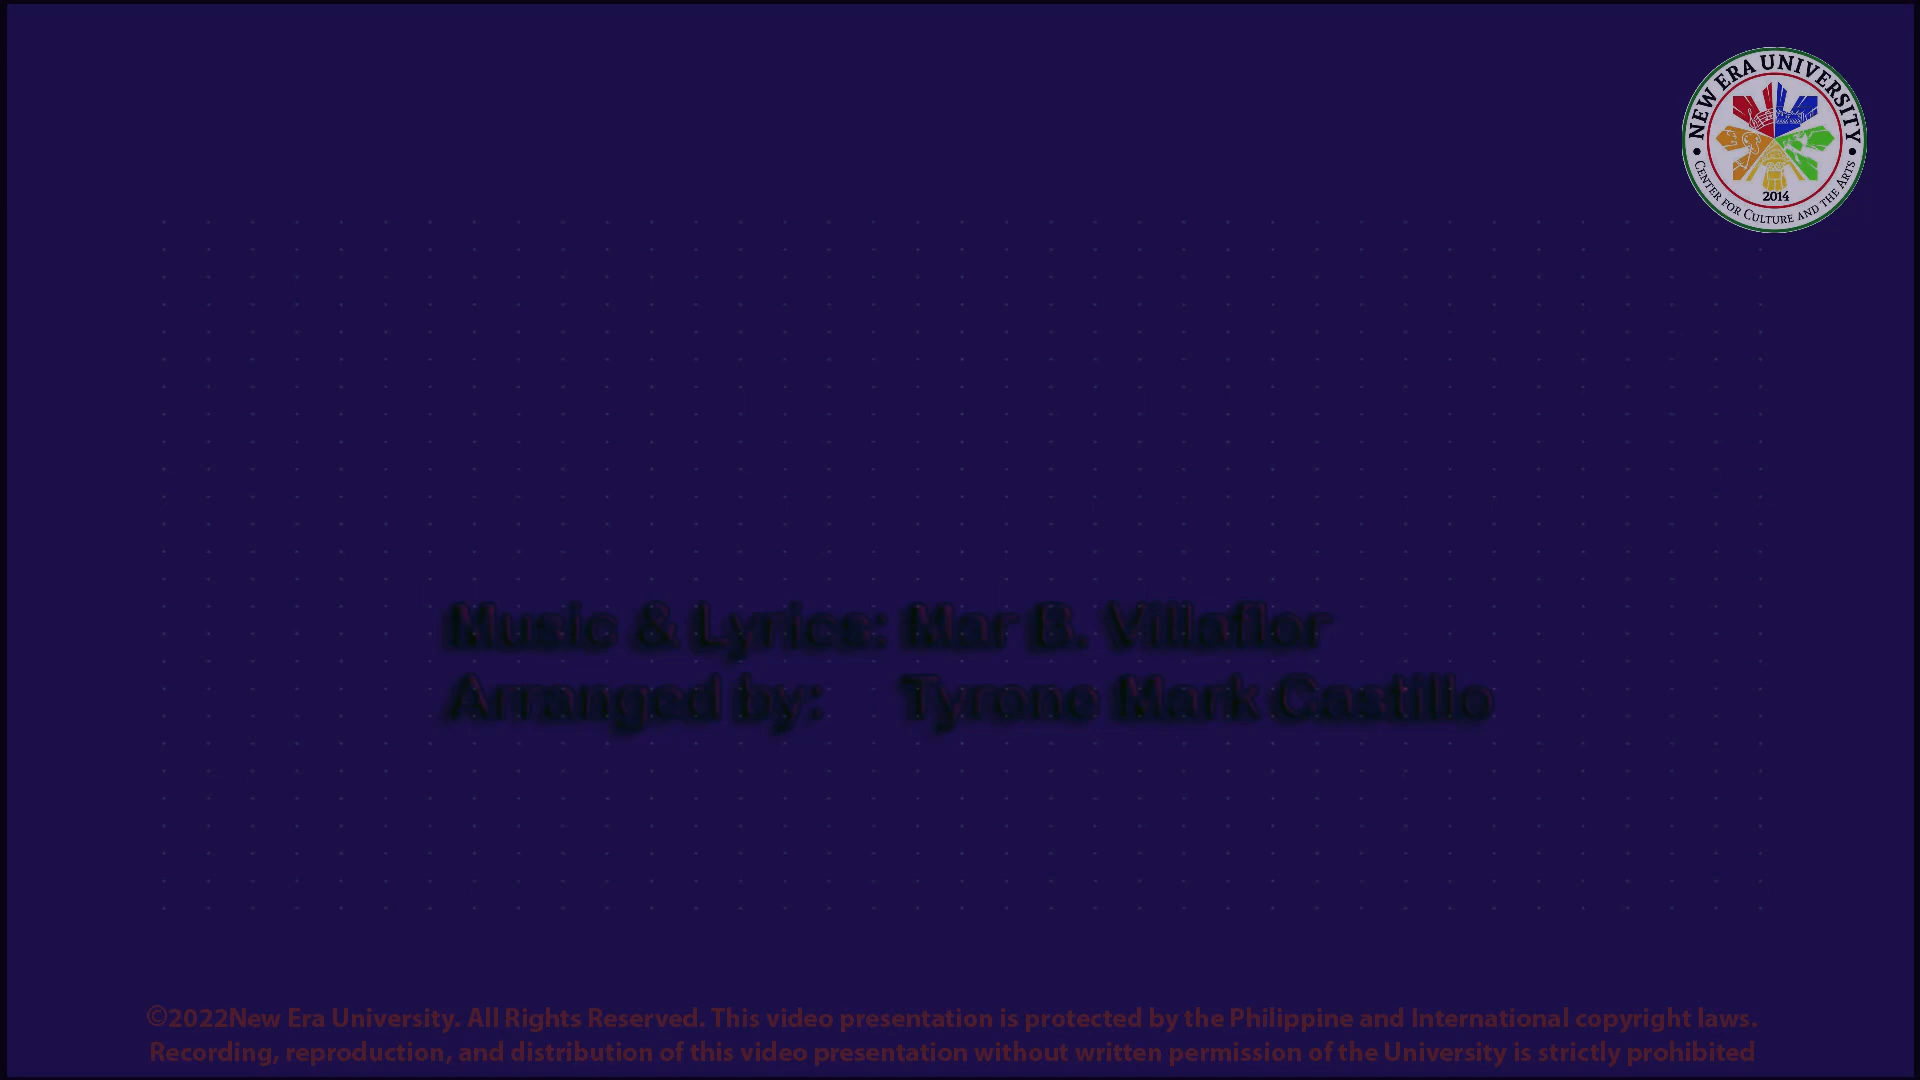 NEW ERA UNIVERSITY
CENTER FOR CULTURE AND THE ARTS
2014
Music & Lyrics: Mar B. Villaflor
Arranged by: Tyrone Mark Castillo
©2022New Era University. All Rights Reserved. This video presentation is protected by the Philippine and International copyright laws.
Recording, reproduction, and distribution of this video presentation without written permission of the University is strictly prohibited